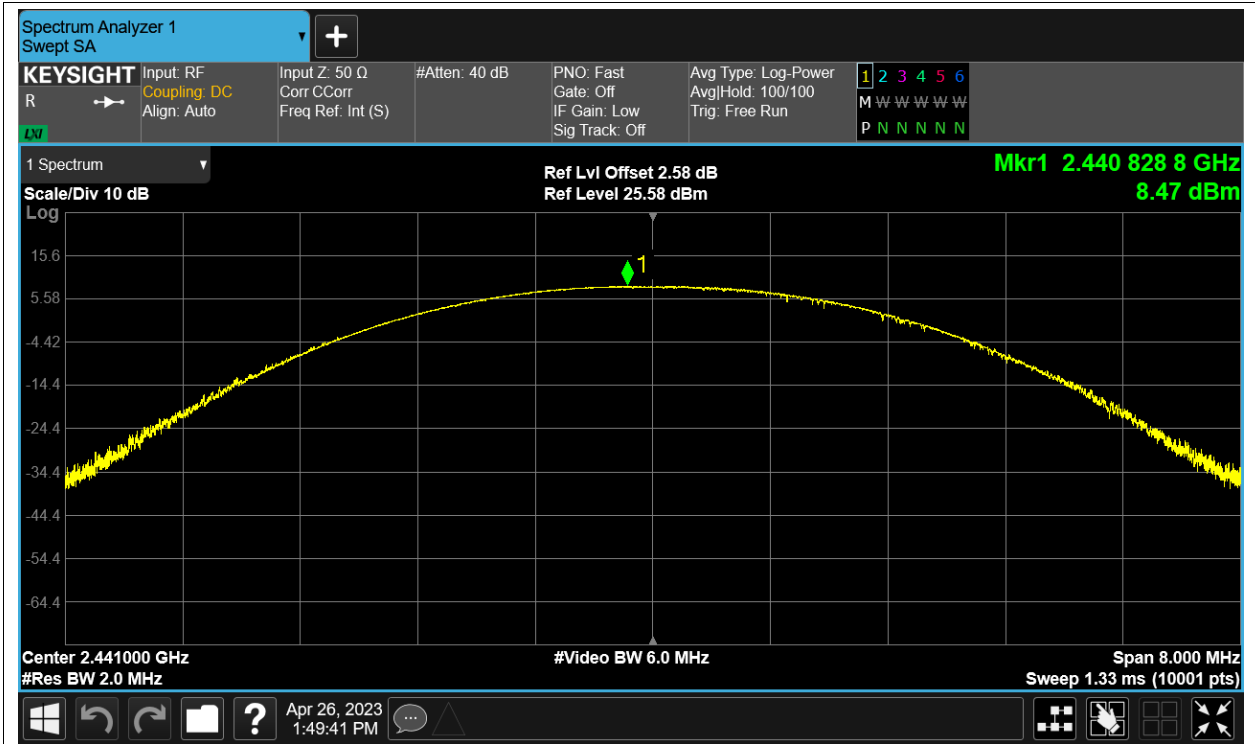 Spectrum Analyzer 1
Swept SA
+
KEYSIGHT
R
LXI
Input: RF
Coupling: DC
Align: Auto
Input Z: 50 Ω
Corr CCorr
Freq Ref: Int (S)
#Atten: 40 dB
PNO: Fast
Gate: Off
IF Gain: Low
Sig Track: Off
Avg Type: Log-Power
Avg|Hold: 100/100
Trig: Free Run
1 2 3 4 5 6
M W W W W W
P N N N N N
1 Spectrum
Scale/Div 10 dB
Log
Ref Lvl Offset 2.58 dB
Ref Level 25.58 dBm
Mkr1 2.440 828 8 GHz
8.47 dBm
1
15.6
5.58
-4.42
-14.4
-24.4
-34.4
-44.4
-54.4
-64.4
Center 2.441000 GHz
#Video BW 6.0 MHz
Span 8.000 MHz
#Res BW 2.0 MHz
Sweep 1.33 ms (10001 pts)
?
Apr 26, 2023
1:49:41 PM